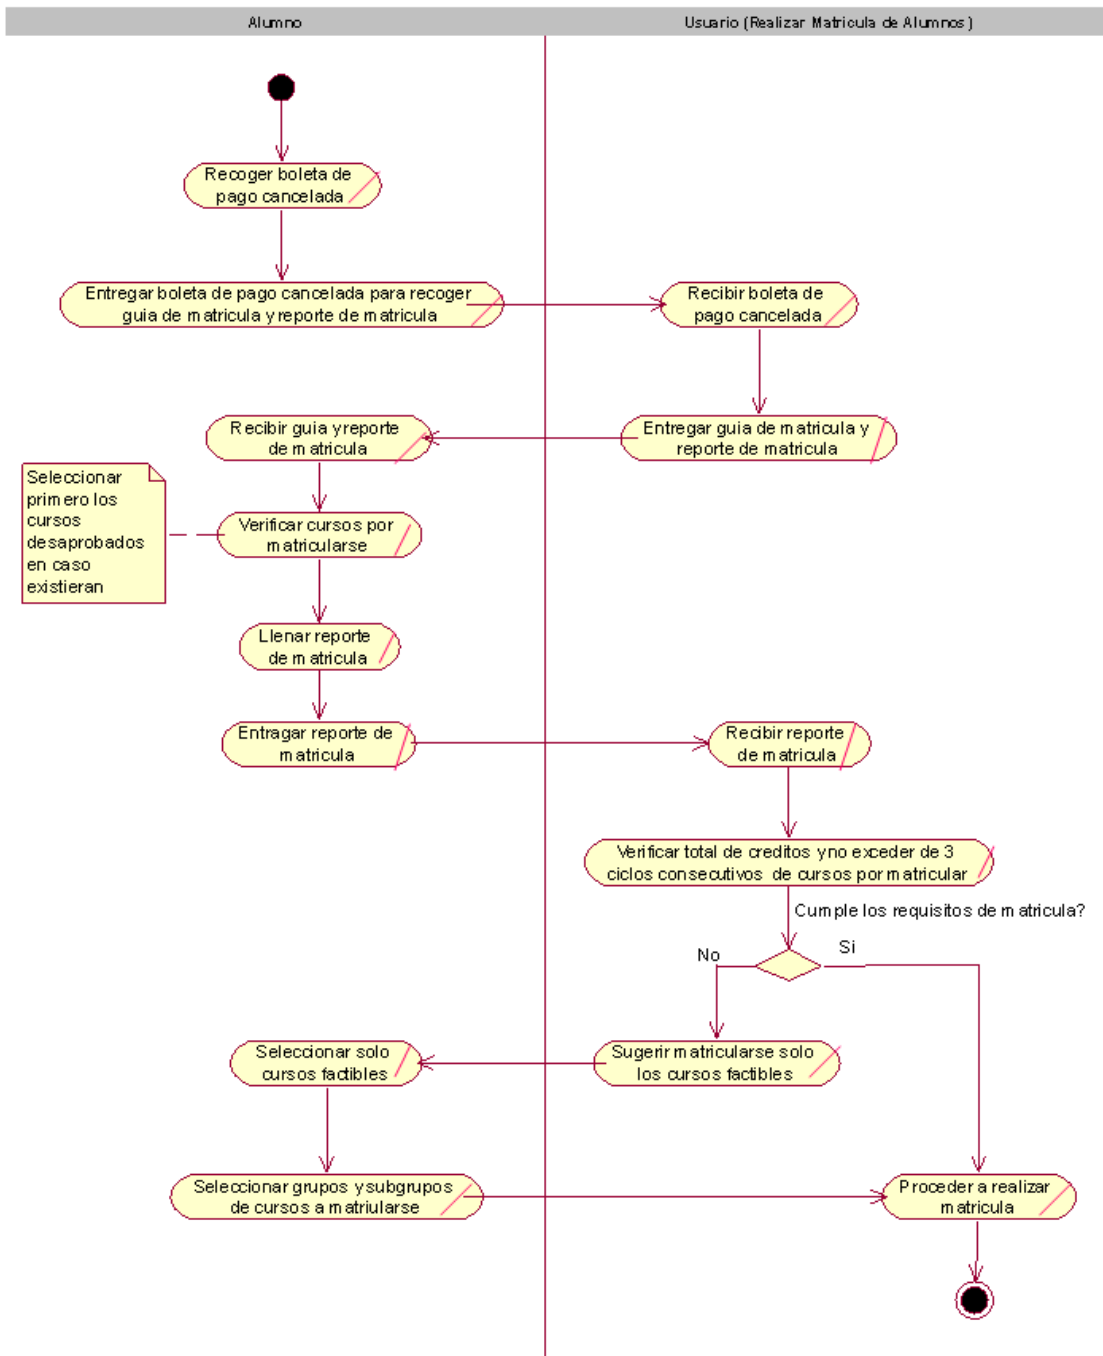 Alumno
Usuario (Realizar Matricula de Alumnos)
Recoger boleta de
pago cancelada
Entregar boleta de pago cancelada para recoger
guia de matricula y reporte de matricula
Recibir boleta de
pago cancelada
Recibir guia y reporte
de matricula
Entregar guia de matricula y
reporte de matricula
Seleccionar
primero los
cursos
desaprobados
en caso
existieran
Verificar cursos por
matricularse
Llenar reporte
de matricula
Entragar reporte de
matricula
Recibir reporte
de matricula
Verificar total de creditos y no exceder de 3
ciclos consecutivos de cursos por matricular
Cumple los requisitos de matricula?
No
Si
Seleccionar solo
cursos factibles
Sugerir matricularse solo
los cursos factibles
Seleccionar grupos y subgrupos
de cursos a matriularse
Proceder a realizar
matricula